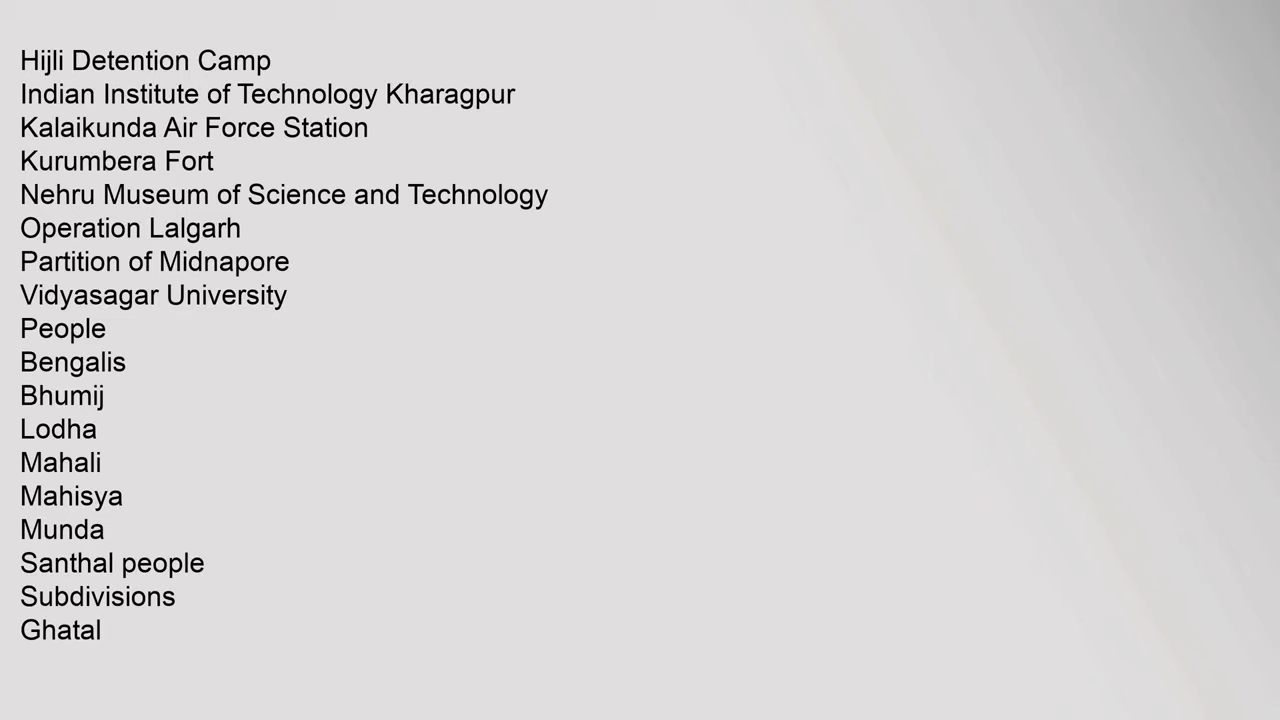 Hijli Detention Camp
Indian Institute of Technology Kharagpur
Kalaikunda Air Force Station
Kurumbera Fort
Nehru Museum of Science and Technology
Operation Lalgarh
Partition of Midnapore
Vidyasagar University
People
Bengalis
Bhumij
Lodha
Mahali
Mahisya
Munda
Santhal people
Subdivisions
Ghatal